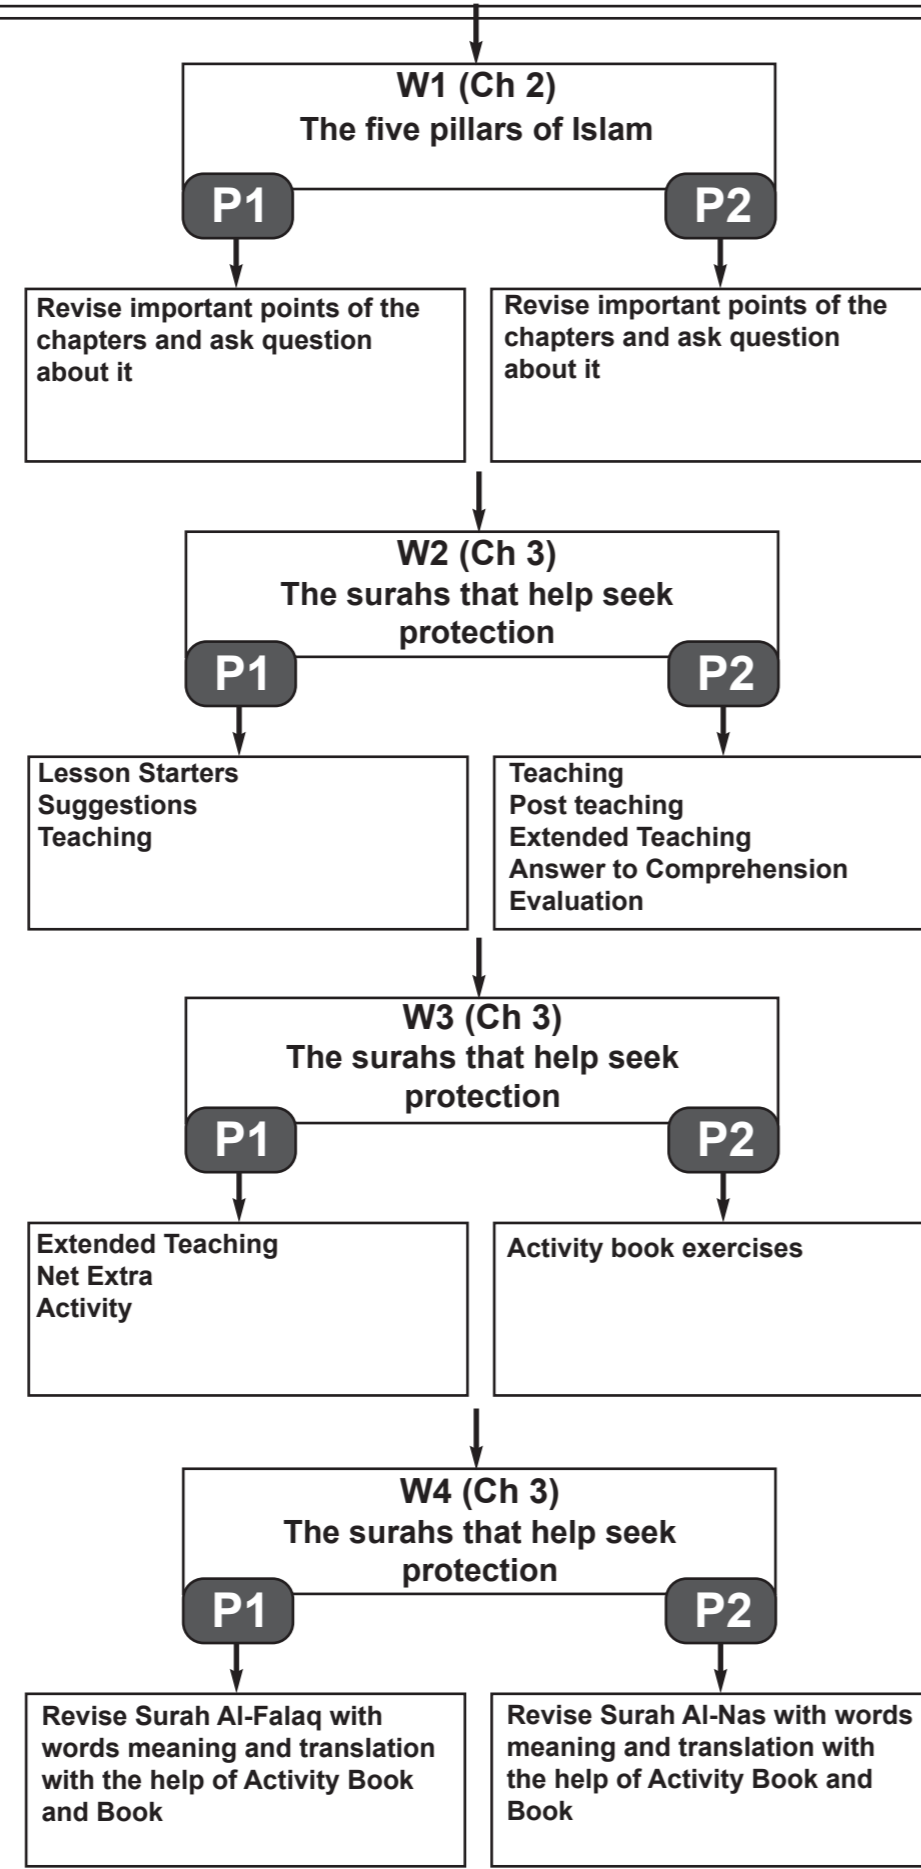 W1 (Ch 2)
The five pillars of Islam
P1
P2
Revise important points of the
chapters and ask question
about it
Revise important points of the
chapters and ask question
about it
W2 (Ch 3)
The surahs that help seek
protection
P1
P2
Lesson Starters
Suggestions
Teaching
Teaching
Post teaching
Extended Teaching
Answer to Comprehension
Evaluation
W3 (Ch 3)
The surahs that help seek
protection
P1
P2
Extended Teaching
Net Extra
Activity
Activity book exercises
W4 (Ch 3)
The surahs that help seek
protection
P1
P2
Revise Surah Al-Falaq with
words meaning and translation
with the help of Activity Book
and Book
Revise Surah Al-Nas with words
meaning and translation with
the help of Activity Book and
Book